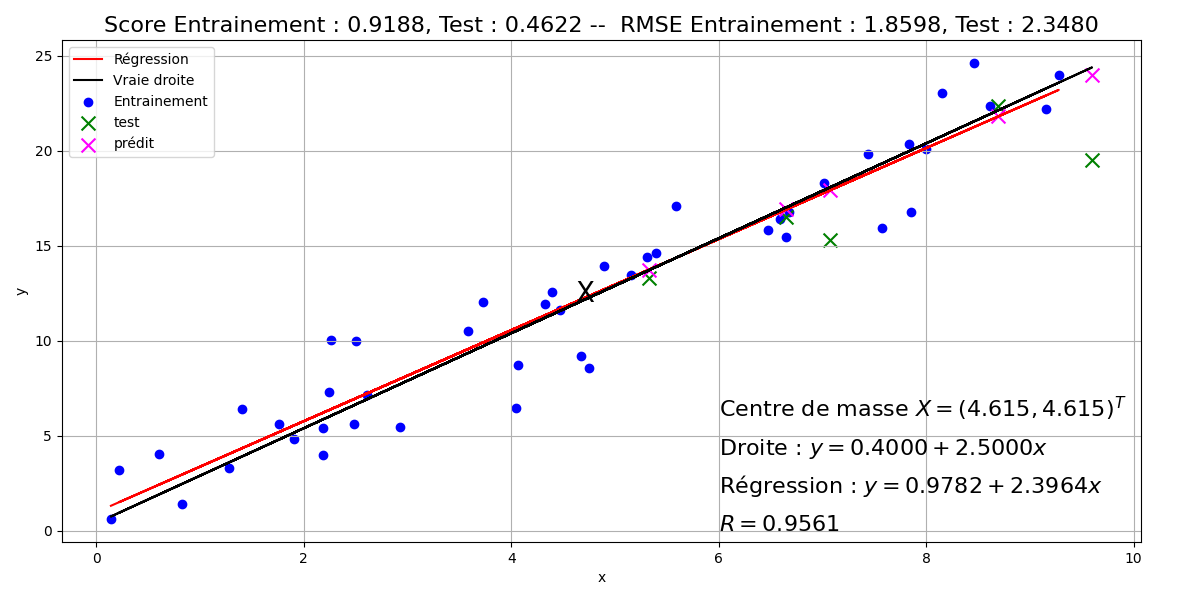 Score Entrainement : 0.9188, Test : 0.4622 --  RMSE Entrainement : 1.8598, Test : 2.3480
Régression
Vraie droite
Entrainement
test
prédit
25
20
15
10
5
0
y
X
Centre de masse X = (4.615, 4.615)^T
Droite : y = 0.4000 + 2.5000x
Régression : y = 0.9782 + 2.3964x
R = 0.9561
0 2 4 6 8 10
x